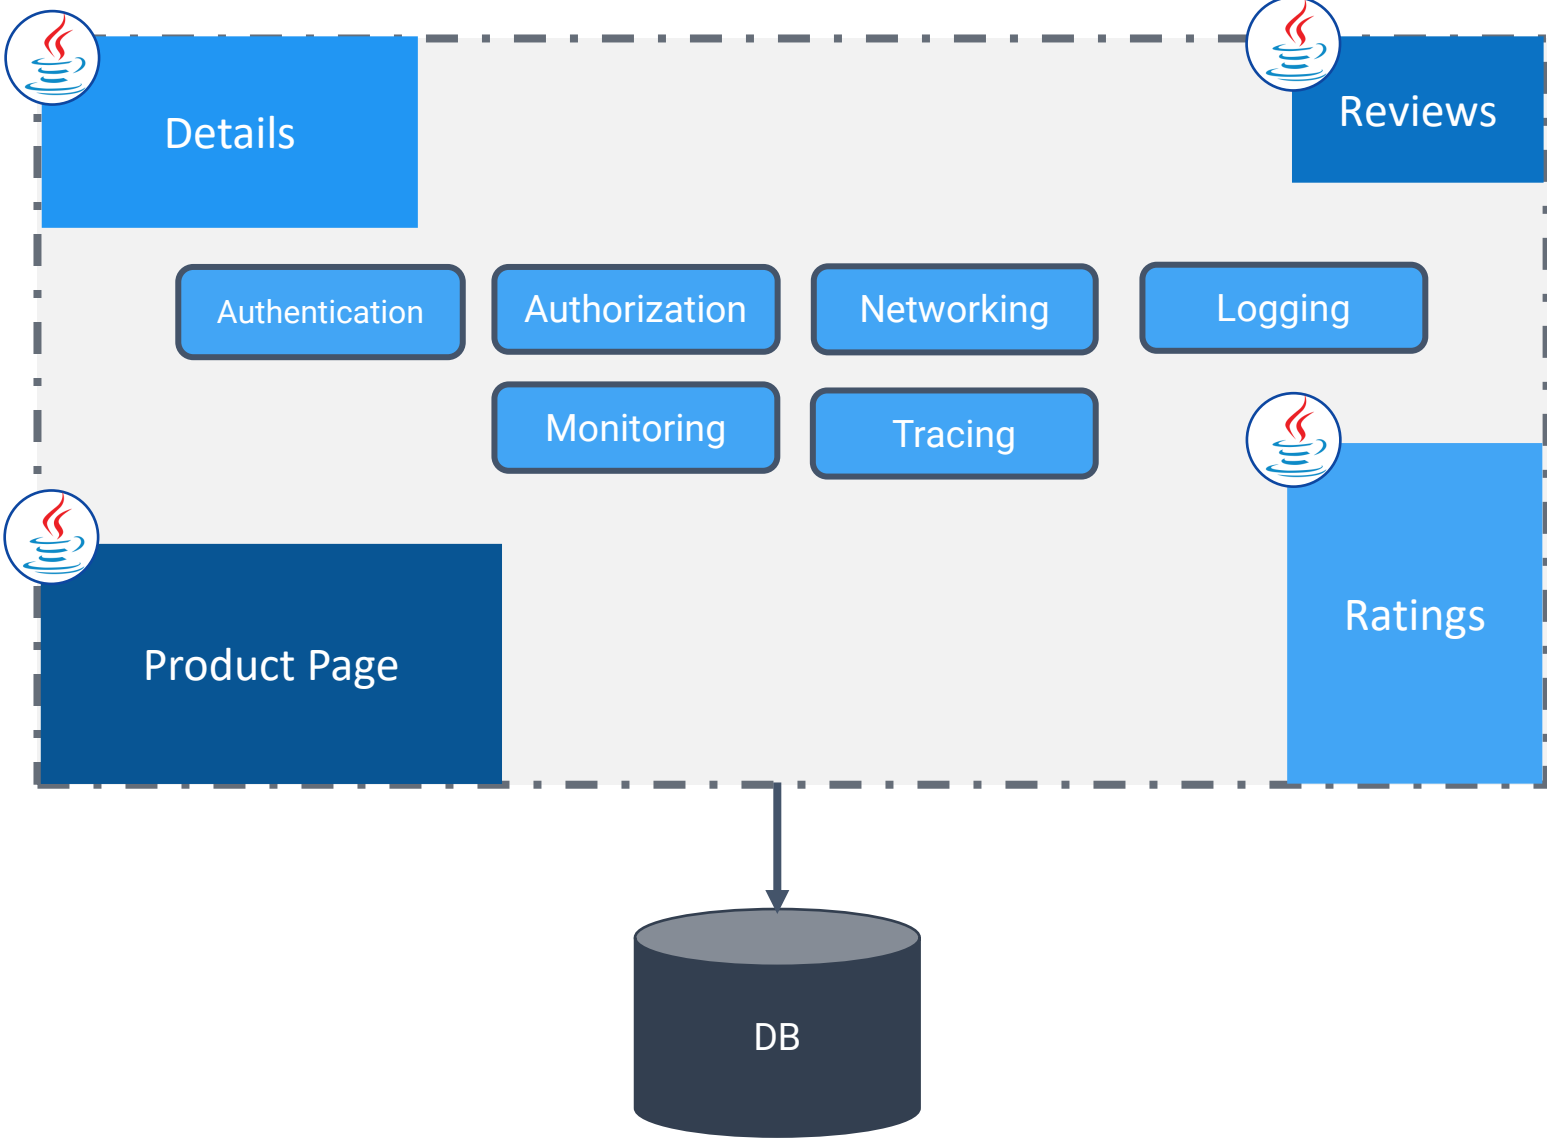 Details
Reviews
Authentication
Authorization
Networking
Logging
Monitoring
Tracing
Product Page
Ratings
DB